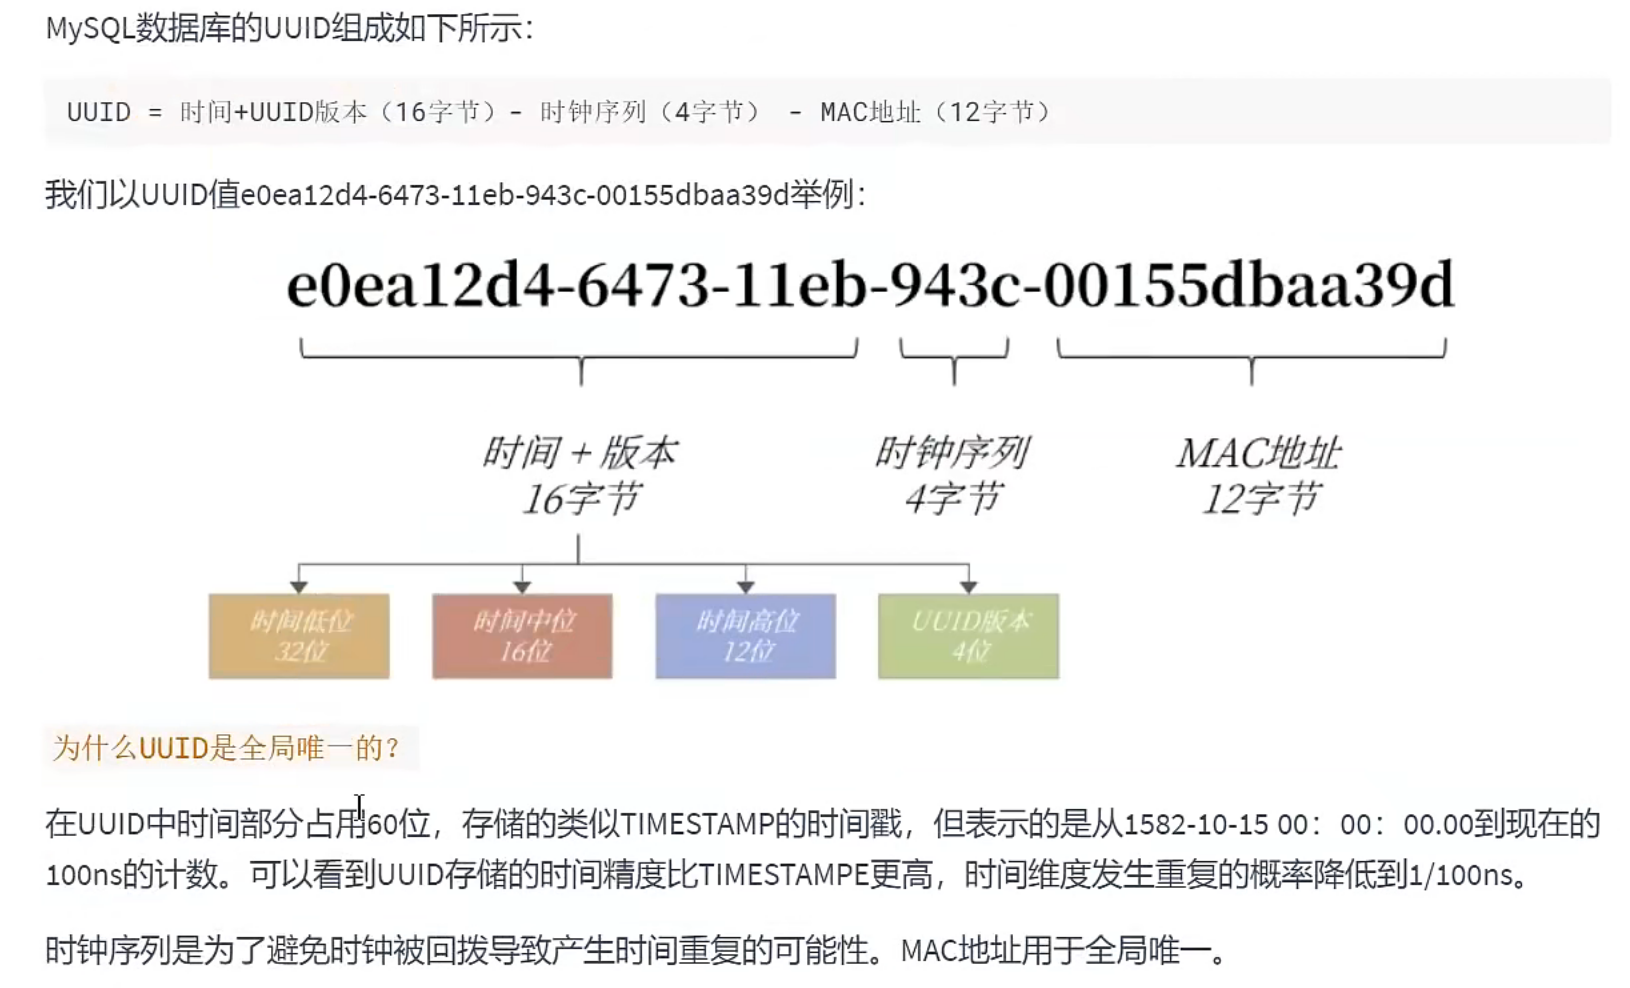 MySQL数据库的UUID组成如下所示：
UUID = 时间+UUID版本（16字节）- 时钟序列（4字节） - MAC地址（12字节）
我们以UUID值e0ea12d4-6473-11eb-943c-00155dbaa39d举例：
e0ea12d4-6473-11eb-943c-00155dbaa39d
时间 + 版本
16字节
时钟序列
4字节
MAC地址
12字节
时间低位
32位
时间中位
16位
时间高位
12位
UUID版本
4位
为什么UUID是全局唯一的？
在UUID中时间部分占用60位，存储的类似TIMESTAMP的时间戳，但表示的是从1582-10-15 00：00：00.00到现在的
100ns的计数。可以看到UUID存储的时间精度比TIMESTAMPE更高，时间维度发生重复的概率降低到1/100ns。
时钟序列是为了避免时钟被回拨导致产生时间重复的可能性。MAC地址用于全局唯一。